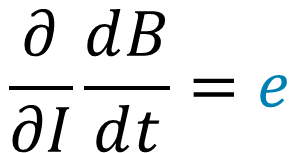 ∂/∂I dB/dt = e